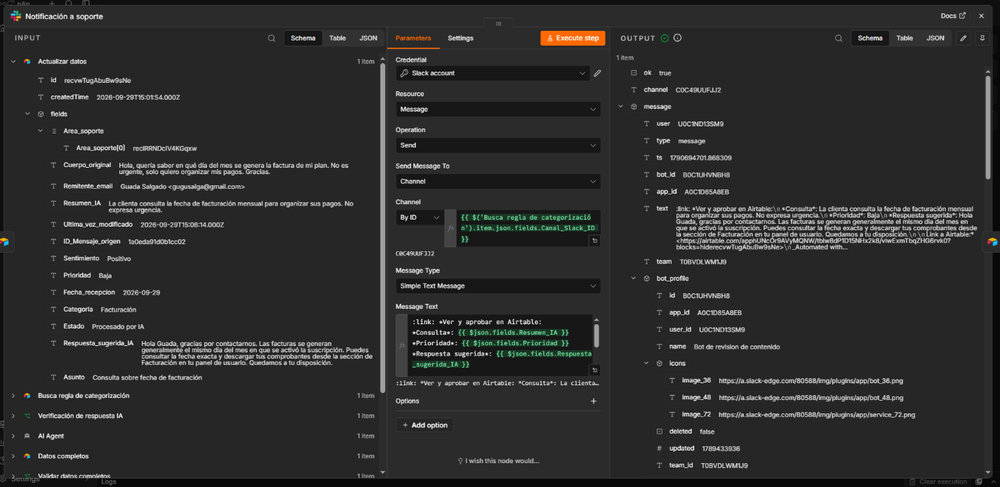 n8n
Notificación a soporte
Docs
INPUT
Schema
Table
JSON
Actualizar datos
1 item
id recvwTugAbuBw9sNe
createdTime 2026-09-29T15:01:54.000Z
fields
Area_soporte
Area_soporte[0] reclRRNDclV4KGqxw
Cuerpo_original Hola, quería saber en qué día del mes se genera la factura de mi plan. No es
urgente, solo quiero organizar mis pagos. Gracias.
Remitente_email Guada Salgado <gugusalga@gmail.com>
Resumen_IA La clienta consulta la fecha de facturación mensual para organizar sus pagos. No
expresa urgencia.
Ultima_vez_modificado 2026-09-29T15:08:14.000Z
ID_Mensaje_origen 1a0eda91d0b1cc02
Sentimiento Positivo
Prioridad Baja
Fecha_recepcion 2026-09-29
Categoria Facturación
Estado Procesado por IA
Respuesta_sugerida_IA Hola Guada, gracias por contactarnos. Las facturas se generan
generalmente el mismo día del mes en que se activó la suscripción. Puedes
consultar la fecha exacta y descargar tus comprobantes desde la sección de
Facturación en tu panel de usuario. Quedamos a tu disposición.
Asunto Consulta sobre fecha de facturación
Busca regla de categorización 1 item
Verificación de respuesta IA 1 item
AI Agent 1 item
Datos completos 1 item
Validar datos completos 1 item
Parameters
Settings
Execute step
Credential
Slack account
Resource
Message
Operation
Send
Send Message To
Channel
Channel
By ID
fx
{{ $('Busca regla de categorizació
n').item.json.fields.Canal_Slack_ID
}}
C0C49UUFJJ2
Message Type
Simple Text Message
Message Text
fx
:link: *Ver y aprobar en Airtable:
*Consulta*: {{ $json.fields.Resumen_IA }}
*Prioridad*: {{ $json.fields.Prioridad }}
*Respuesta sugerida*: {{ $json.fields.Respuesta
_sugerida_IA }}
:link: *Ver y aprobar en Airtable: *Consulta*: La clienta…
Options
Add option
I wish this node would...
OUTPUT
Schema
Table
JSON
1 item
ok true
channel C0C49UUFJJ2
message
user U0C1ND13SM9
type message
ts 1790694701.868309
bot_id B0C1UHVNBH8
app_id A0C1D85A8EB
text :link: *Ver y aprobar en Airtable:\n *Consulta*: La clienta consulta la fecha de facturación mensual
para organizar sus pagos. No expresa urgencia.\n *Prioridad*: Baja\n *Respuesta sugerida*: Hola
Guada, gracias por contactarnos. Las facturas se generan generalmente el mismo día del mes en
que se activó la suscripción. Puedes consultar la fecha exacta y descargar tus comprobantes desde
la sección de Facturación en tu panel de usuario. Quedamos a tu disposición.\n \n Link a Airtable:*
<https://airtable.com/apphUNcOr9AVyMQNW/tblw8dP1D15NHx2k8/viwExmTbqZHG6rvk0?
blocks=hiderecvwTugAbuBw9sNe>\n _Automated with...
team T0BVDLWM1J9
bot_profile
id B0C1UHVNBH8
app_id A0C1D85A8EB
user_id U0C1ND13SM9
name Bot de revision de contenido
icons
image_36 https://a.slack-edge.com/80588/img/plugins/app/bot_36.png
image_48 https://a.slack-edge.com/80588/img/plugins/app/bot_48.png
image_72 https://a.slack-edge.com/80588/img/plugins/app/service_72.png
deleted false
updated 1789433936
team_id T0BVDLWM1J9
Settings
Logs
Clear execution